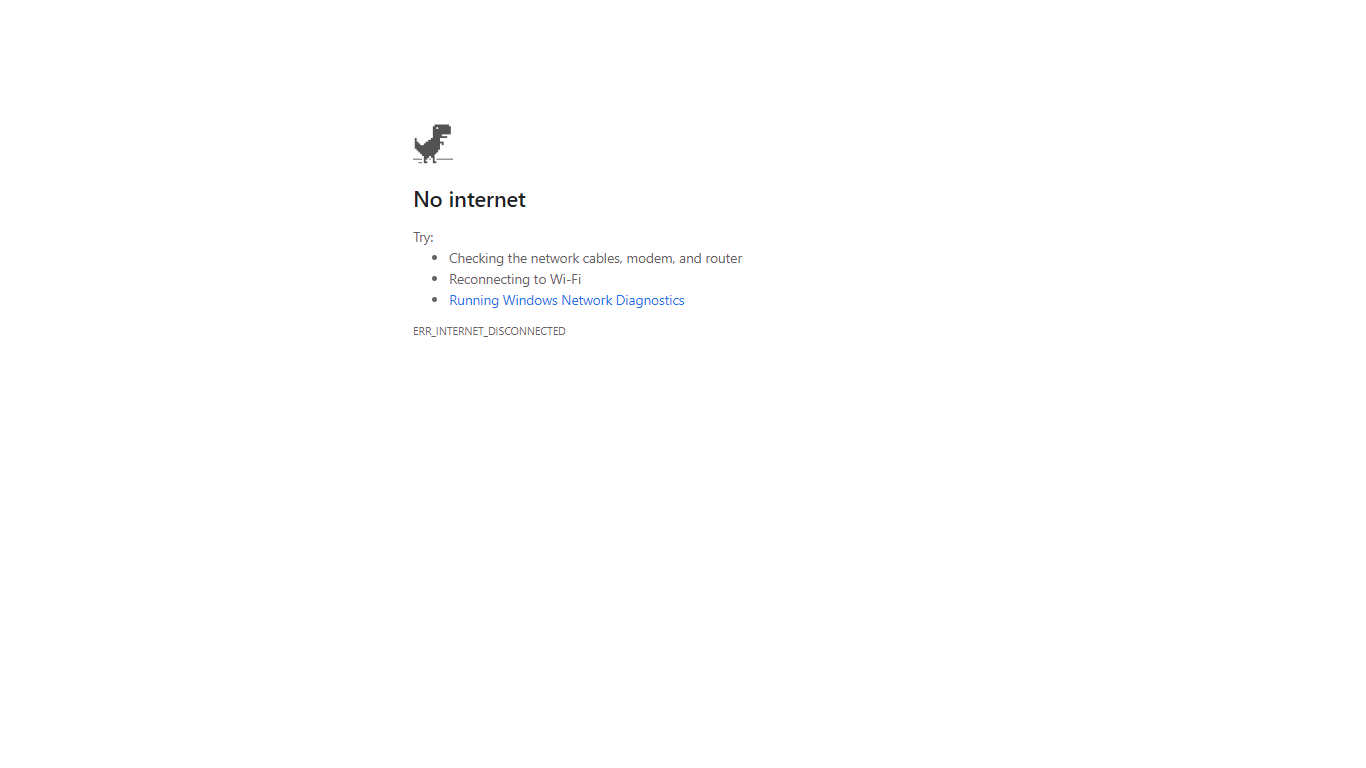 No internet
Try:
Checking the network cables, modem, and router
Reconnecting to Wi-Fi
Running Windows Network Diagnostics
ERR_INTERNET_DISCONNECTED